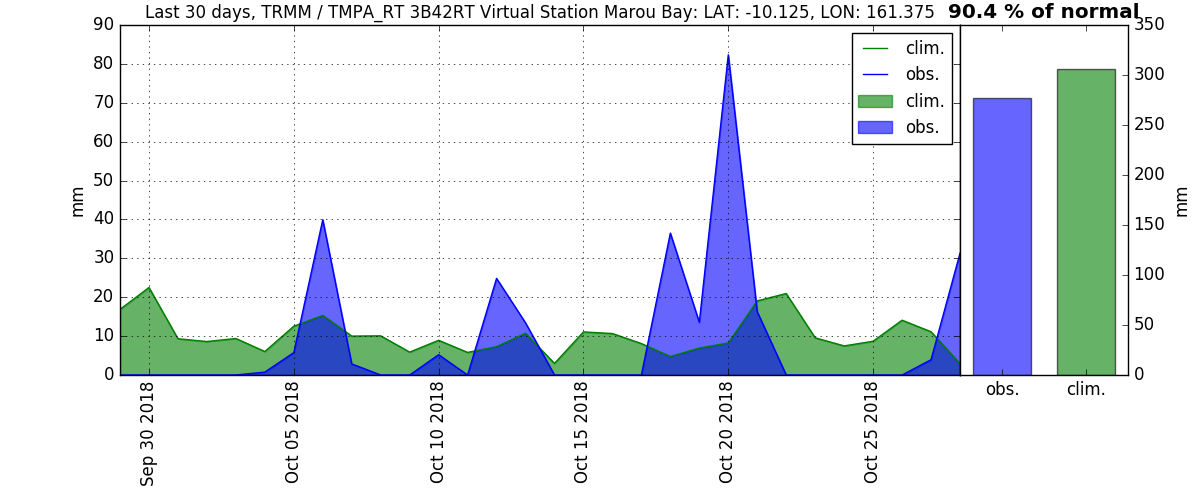 Last 30 days, TRMM / TMPA_RT 3B42RT Virtual Station Marou Bay: LAT: -10.125, LON: 161.375 90.4 % of normal
90
80
70
60
50
40
30
20
10
0
mm
clim.
obs.
clim.
obs.
Sep 30 2018
Oct 05 2018
Oct 10 2018
Oct 15 2018
Oct 20 2018
Oct 25 2018
350
300
250
200
150
100
50
0
mm
obs.
clim.